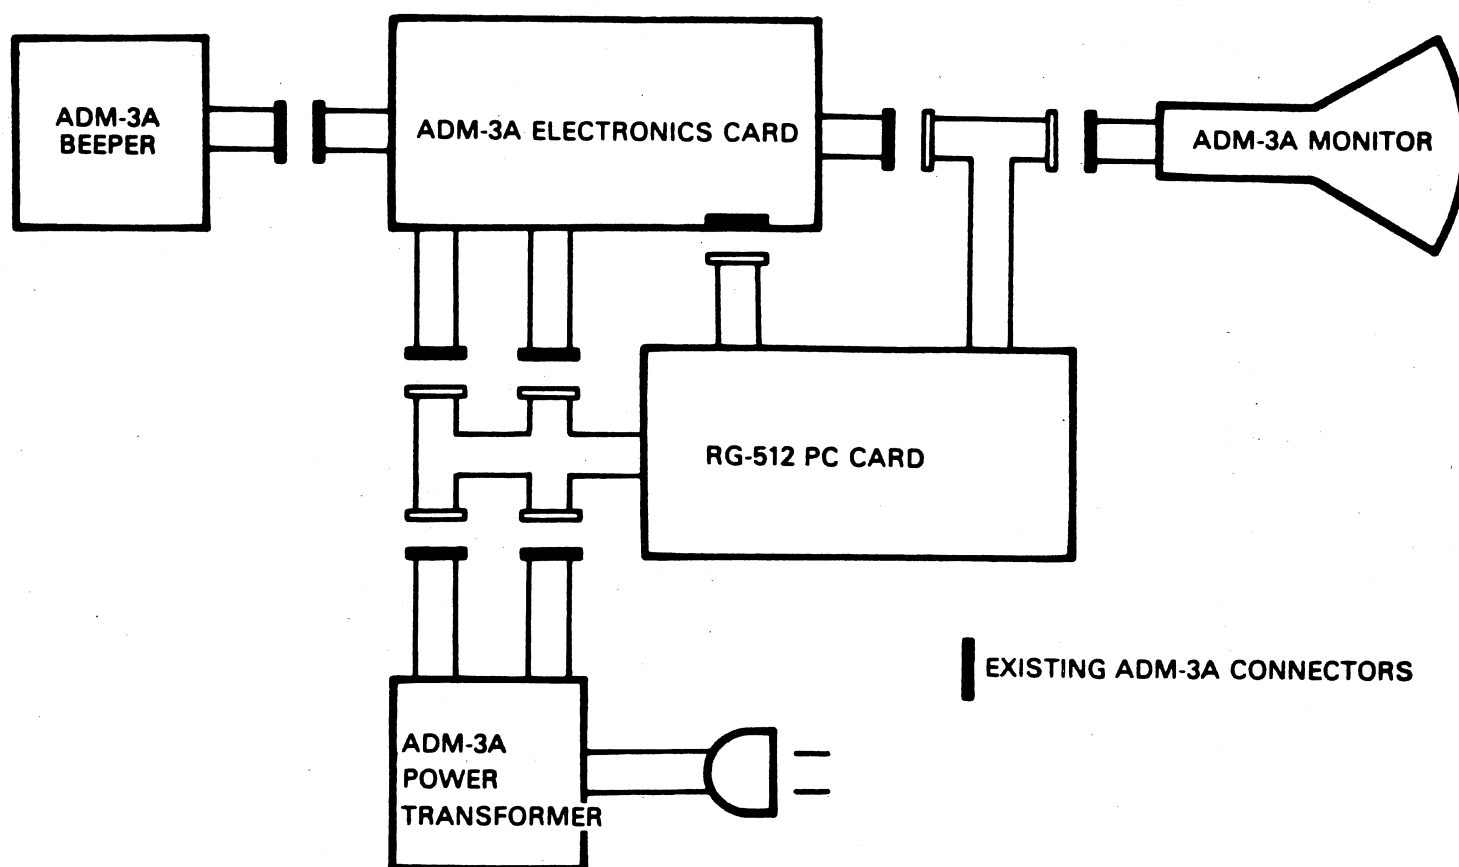 ADM-3A
BEEPER
ADM-3A ELECTRONICS CARD
ADM-3A MONITOR
RG-512 PC CARD
EXISTING ADM-3A CONNECTORS
ADM-3A
POWER
TRANSFORMER